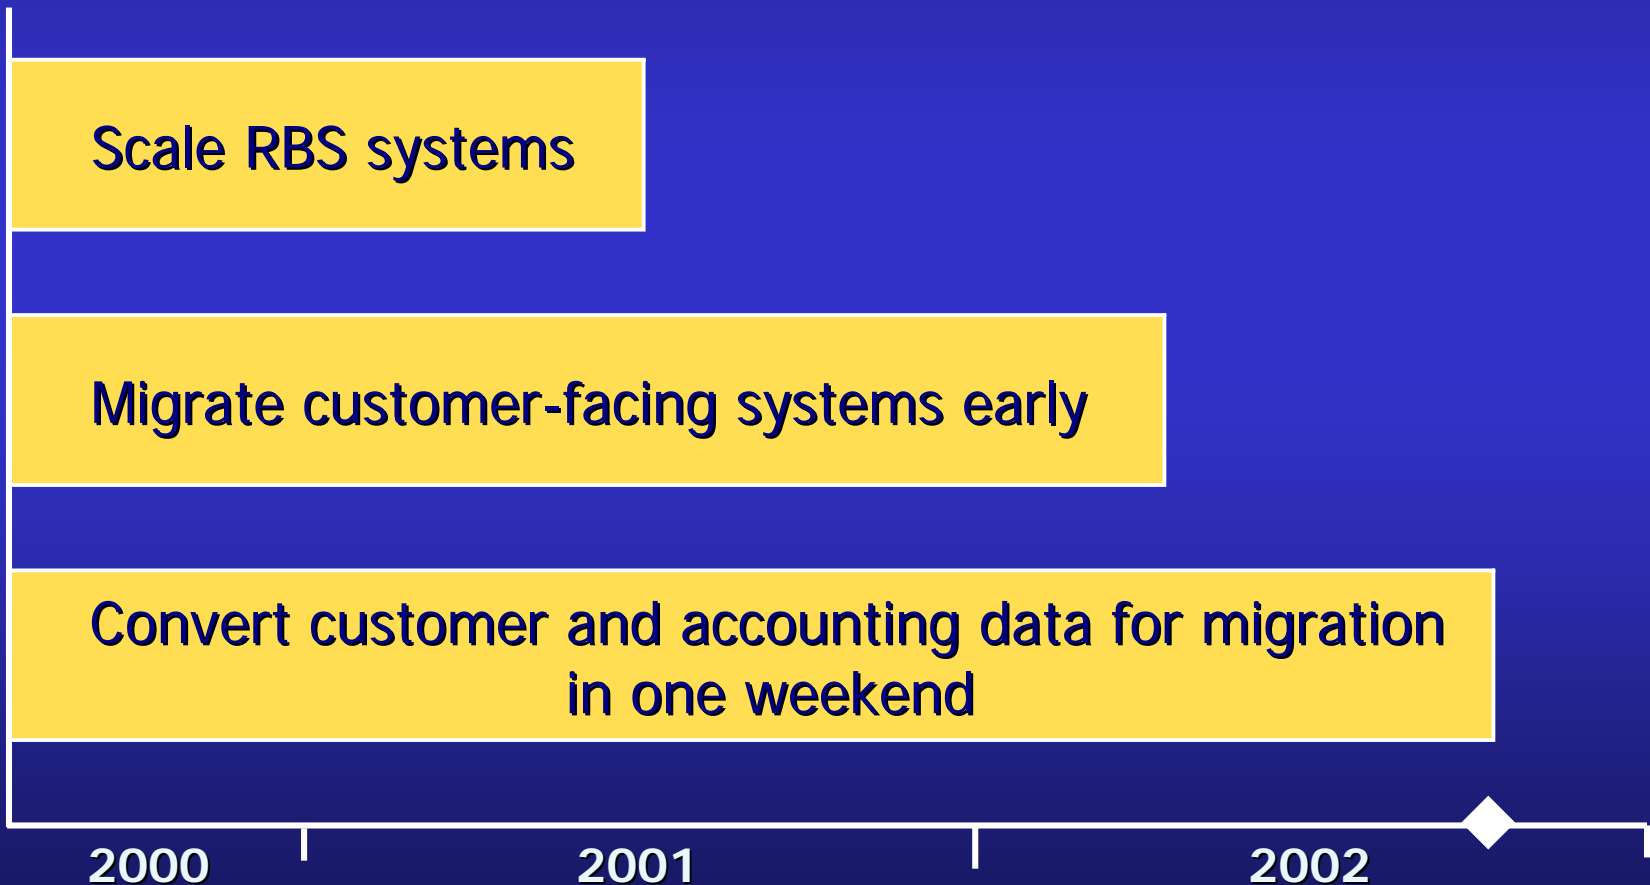 Scale RBS systems
Migrate customer-facing systems early
Convert customer and accounting data for migration
in one weekend
2000
2001
2002